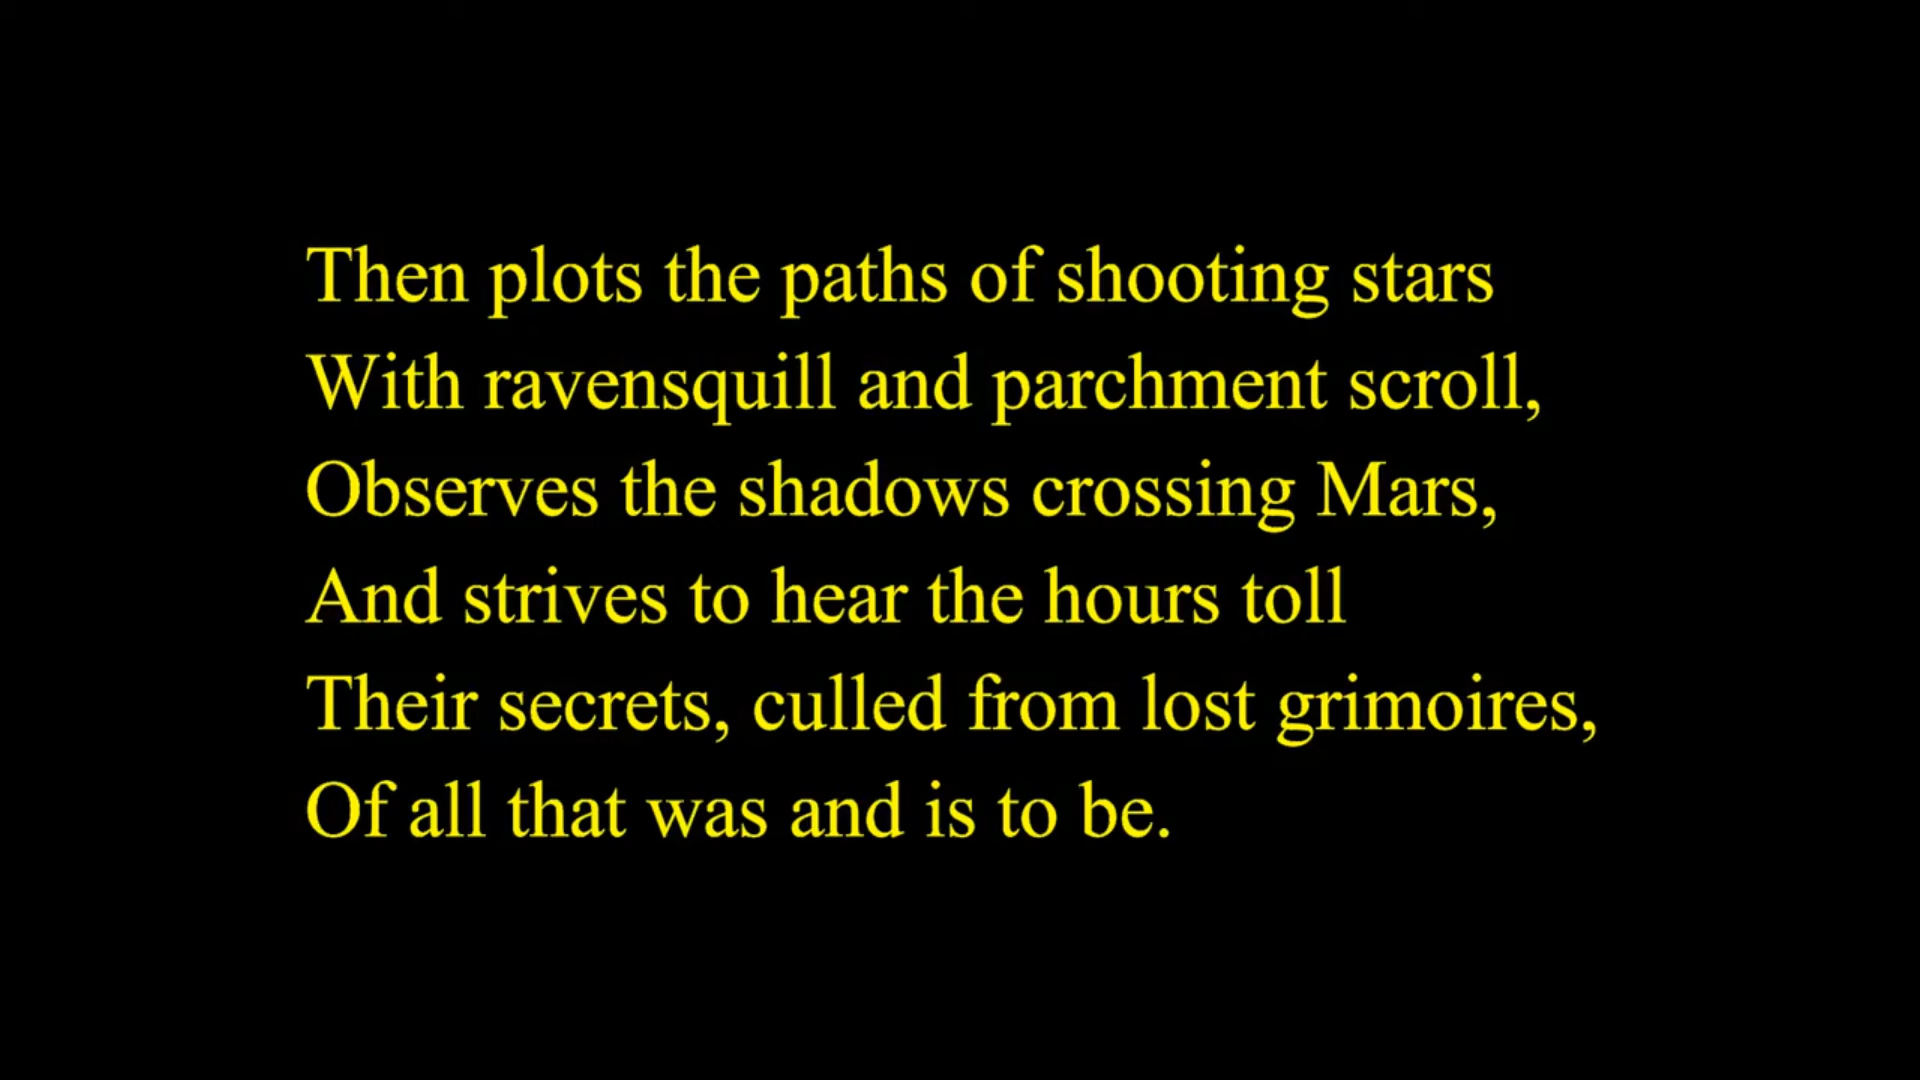 Then plots the paths of shooting stars
With ravensquill and parchment scroll,
Observes the shadows crossing Mars,
And strives to hear the hours toll
Their secrets, culled from lost grimoires,
Of all that was and is to be.